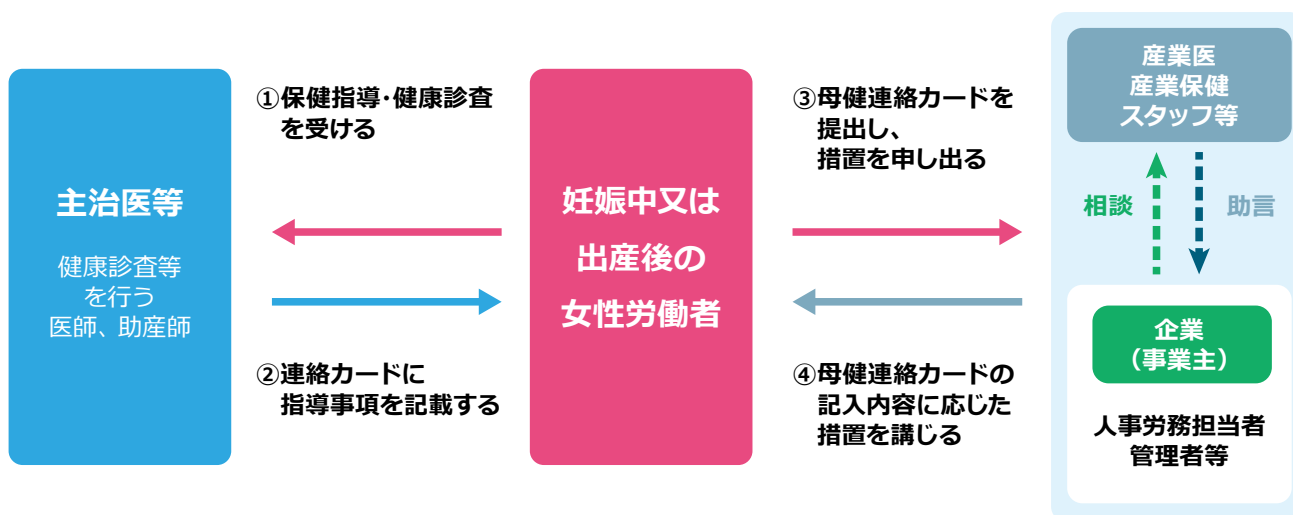 主治医等
健康診査等
を行う
医師、助産師
①保健指導・健康診査
を受ける
②連絡カードに
指導事項を記載する
妊娠中又は
出産後の
女性労働者
③母健連絡カードを
提出し、
措置を申し出る
④母健連絡カードの
記入内容に応じた
措置を講じる
産業医
産業保健
スタッフ等
相談
助言
企業
（事業主）
人事労務担当者
管理者等